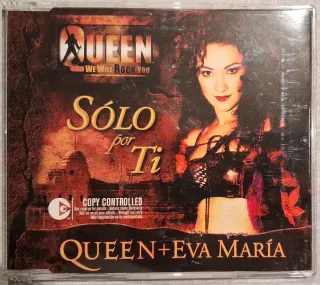 QUEEN
WE WILL ROCK YOU
SÓLO
por
TI
COPY CONTROLLED
QUEEN+EVA MARÍA